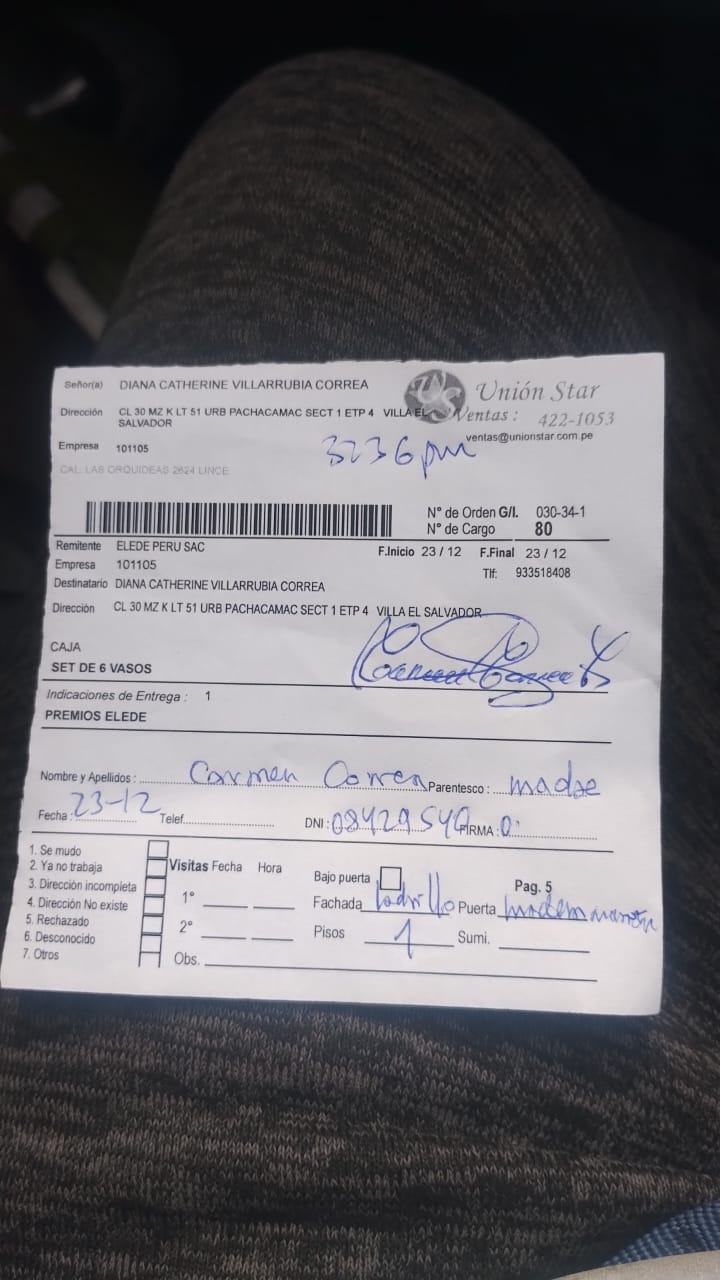 Señor(a) DIANA CATHERINE VILLARRUBIA CORREA
Dirección CL 30 MZ K LT 51 URB PACHACAMAC SECT 1 ETP 4 VILLA EL SALVADOR
Empresa 101105
CAL. LAS ORQUIDEAS 2624 LINCE
US Unión Star
Ventas : 422-1053
ventas@unionstar.com.pe
3236pm
N° de Orden G/I. 030-34-1
N° de Cargo 80
Remitente ELEDE PERU SAC
F.Inicio 23 / 12 F.Final 23 / 12
Empresa 101105
Tlf: 933518408
Destinatario DIANA CATHERINE VILLARRUBIA CORREA
Dirección CL 30 MZ K LT 51 URB PACHACAMAC SECT 1 ETP 4 VILLA EL SALVADOR
CAJA
SET DE 6 VASOS
Indicaciones de Entrega : 1
PREMIOS ELEDE
Nombre y Apellidos : Carmen Correa Parentesco : madre
Fecha : 23-12 Telef. DNI : FIRMA :
1. Se mudo
2. Ya no trabaja
3. Dirección incompleta
4. Dirección No existe
5. Rechazado
6. Desconocido
7. Otros
Visitas Fecha Hora
1°
2°
Obs.
Bajo puerta Pag. 5
Fachada ladrillo Puerta marrón
Pisos 1 Sumi.